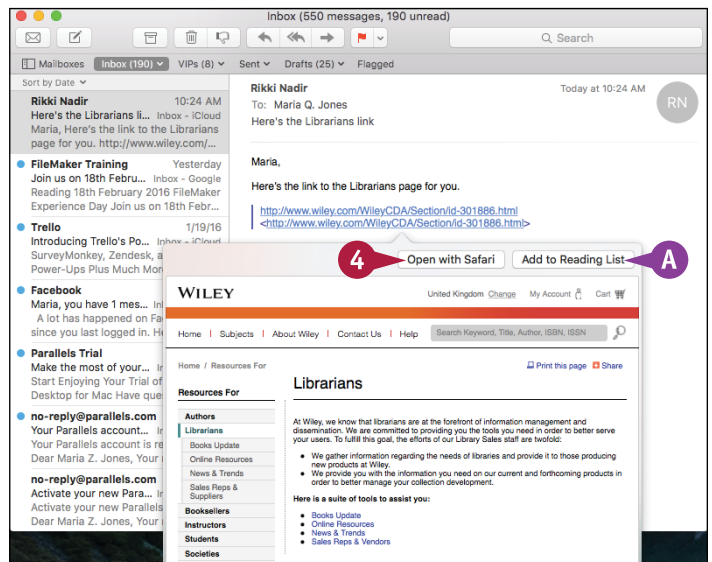 Inbox (550 messages, 190 unread)
Search
Mailboxes Inbox (190) VIPs (8) Sent Drafts (25) Flagged
Sort by Date
Rikki Nadir 10:24 AM
Here's the Librarians li... Inbox - iCloud
Maria, Here's the link to the Librarians
page for you. http://www.wiley.com/...
FileMaker Training Yesterday
Join us on 18th Febru... Inbox - Google
Reading 18th February 2016 FileMaker
Experience Day Join us on 18th Febr...
Trello 1/19/16
Introducing Trello's Po... Inbox - iCloud
SurveyMonkey, Zendesk, a
Power-Ups Plus Much Mor
Facebook
Maria, you have 1 mes... In
A lot has happened on Fa
since you last logged in. He
Parallels Trial
Make the most of your... In
Start Enjoying Your Trial of
Desktop for Mac Have que
no-reply@parallels.com
Your Parallels account... In
Your Parallels account is re
Dear Maria Z. Jones, Your
no-reply@parallels.com
Activate your new Para... In
Activate your new Parallels
Dear Maria Z. Jones, Your
Rikki Nadir Today at 10:24 AM
To: Maria Q. Jones
Here's the Librarians link
RN
Maria,
Here's the link to the Librarians page for you.
http://www.wiley.com/WileyCDA/Section/id-301886.html
<http://www.wiley.com/WileyCDA/Section/id-301886.html>
4 Open with Safari Add to Reading List A
WILEY United Kingdom Change My Account Cart
Home | Subjects | About Wiley | Contact Us | Help Search Keyword, Title, Author, ISBN, ISSN
Home / Resources For Print this page Share
Resources For
Authors
Librarians
Books Update
Online Resources
News & Trends
Sales Reps &
Suppliers
Booksellers
Instructors
Students
Societies
Librarians
At Wiley, we know that librarians are at the forefront of information management and
dissemination. We are committed to providing you the tools you need in order to better serve
your users. To fulfill this goal, the efforts of our Library Sales staff are twofold:
We gather information regarding the needs of libraries and provide it to those producing
new products at Wiley.
We provide you with the information you need on our current and forthcoming products in
order to better manage your collection development.
Here is a suite of tools to assist you:
Books Update
Online Resources
News & Trends
Sales Reps & Vendors